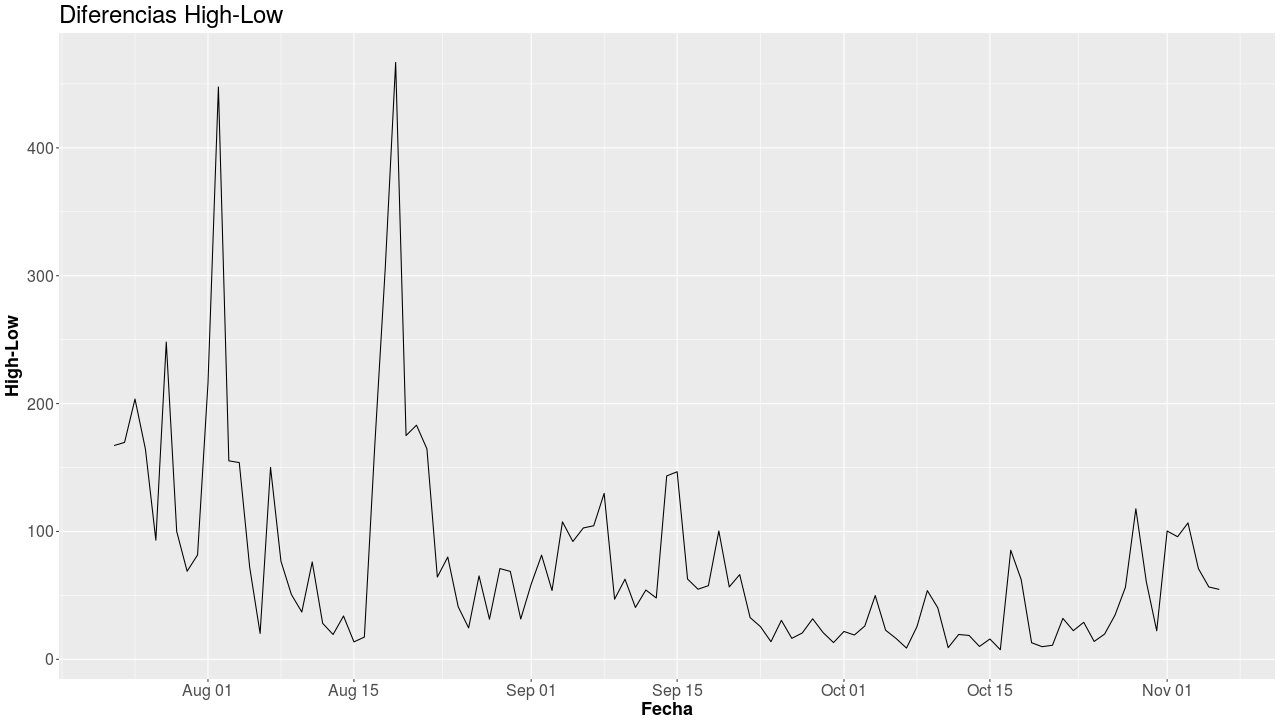 Diferencias High-Low
High-Low
400
300
200
100
0
Aug 01
Aug 15
Sep 01
Sep 15
Oct 01
Oct 15
Nov 01
Fecha